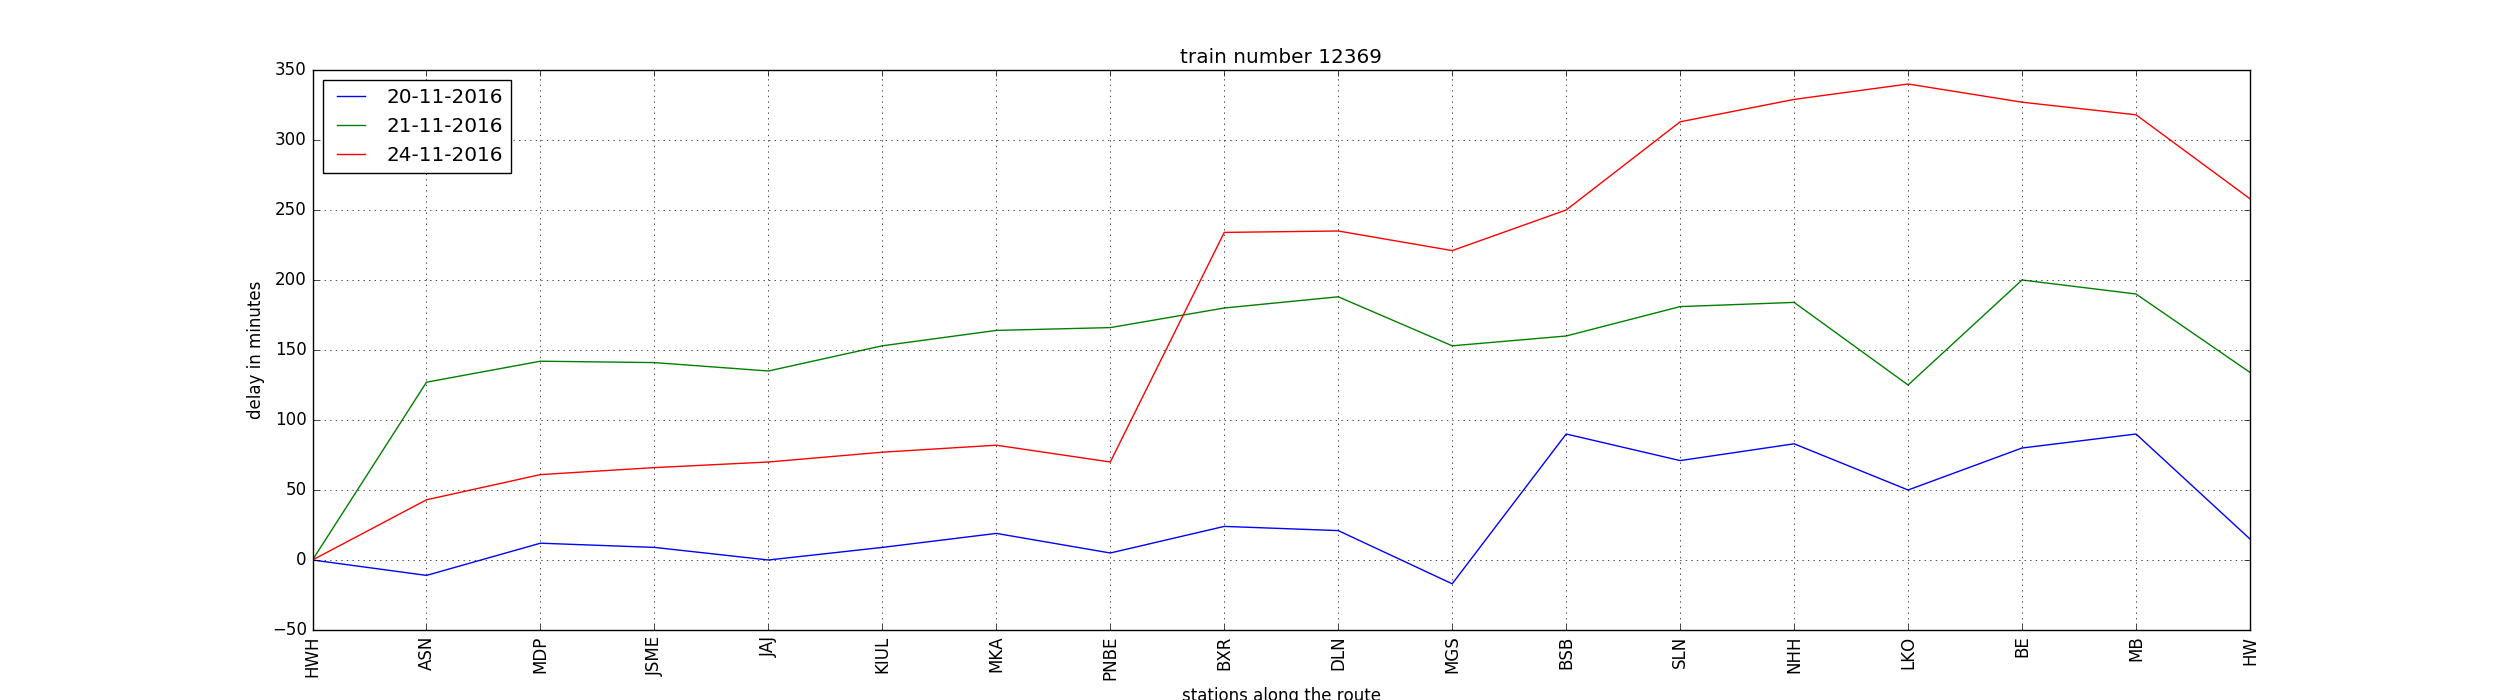 train number 12369
350
300
250
200
150
100
50
0
−50
delay in minutes
20-11-2016
21-11-2016
24-11-2016
HWH
ASN
MDP
JSME
JAJ
KIUL
MKA
PNBE
BXR
DLN
MGS
BSB
SLN
NHH
LKO
BE
MB
HW
stations along the route